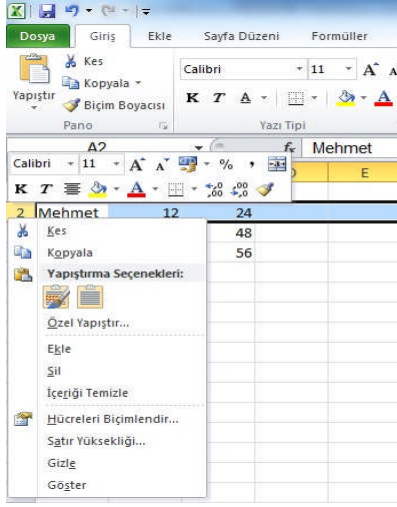 Dosya Giriş Ekle Sayfa Düzeni Formüller
Kes
Kopyala
Biçim Boyacısı
Yapıştır
Calibri 11 A A
K T A A
Pano Yazı Tipi
A2 fx Mehmet
Calibri 11 A A % ,
K T A ,00 ,00
E
2 Mehmet 12 24
48
56
Kes
Kopyala
Yapıştırma Seçenekleri:
Özel Yapıştır...
Ekle
Sil
İçeriği Temizle
Hücreleri Biçimlendir...
Satır Yüksekliği...
Gizle
Göster